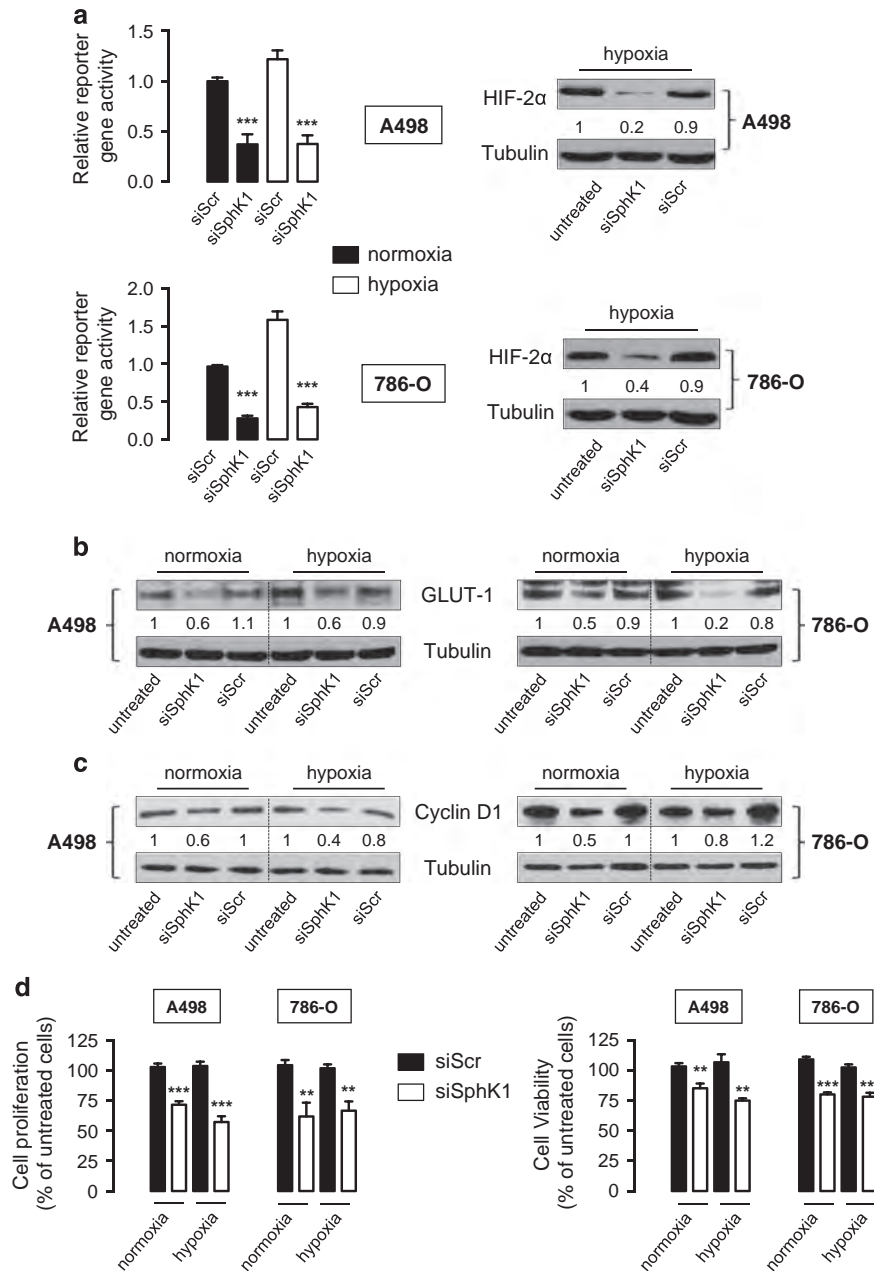 a
Relative reporter
gene activity
1.5
1.0
0.5
0.0
***
***
siScr
siSphK1
siScr
siSphK1
A498
hypoxia
HIF-2α
1 0.2 0.9
Tubulin
untreated
siSphK1
siScr
A498
normoxia
hypoxia
Relative reporter
gene activity
2.0
1.5
1.0
0.5
0.0
***
***
siScr
siSphK1
siScr
siSphK1
786-O
hypoxia
HIF-2α
1 0.4 0.9
Tubulin
untreated
siSphK1
siScr
786-O
b
normoxia hypoxia
A498
GLUT-1
1 0.6 1.1 1 0.6 0.9
Tubulin
untreated
siSphK1
siScr
untreated
siSphK1
siScr
normoxia hypoxia
1 0.5 0.9 1 0.2 0.8
786-O
untreated
siSphK1
siScr
untreated
siSphK1
siScr
c
normoxia hypoxia
A498
Cyclin D1
1 0.6 1 1 0.4 0.8
Tubulin
untreated
siSphK1
siScr
untreated
siSphK1
siScr
normoxia hypoxia
1 0.5 1 1 0.8 1.2
786-O
untreated
siSphK1
siScr
untreated
siSphK1
siScr
d
A498 786-O
Cell proliferation
(% of untreated cells)
125
100
75
50
25
0
***
***
**
**
normoxia
hypoxia
normoxia
hypoxia
siScr
siSphK1
A498 786-O
Cell Viability
(% of untreated cells)
125
100
75
50
25
0
**
**
***
**
normoxia
hypoxia
normoxia
hypoxia